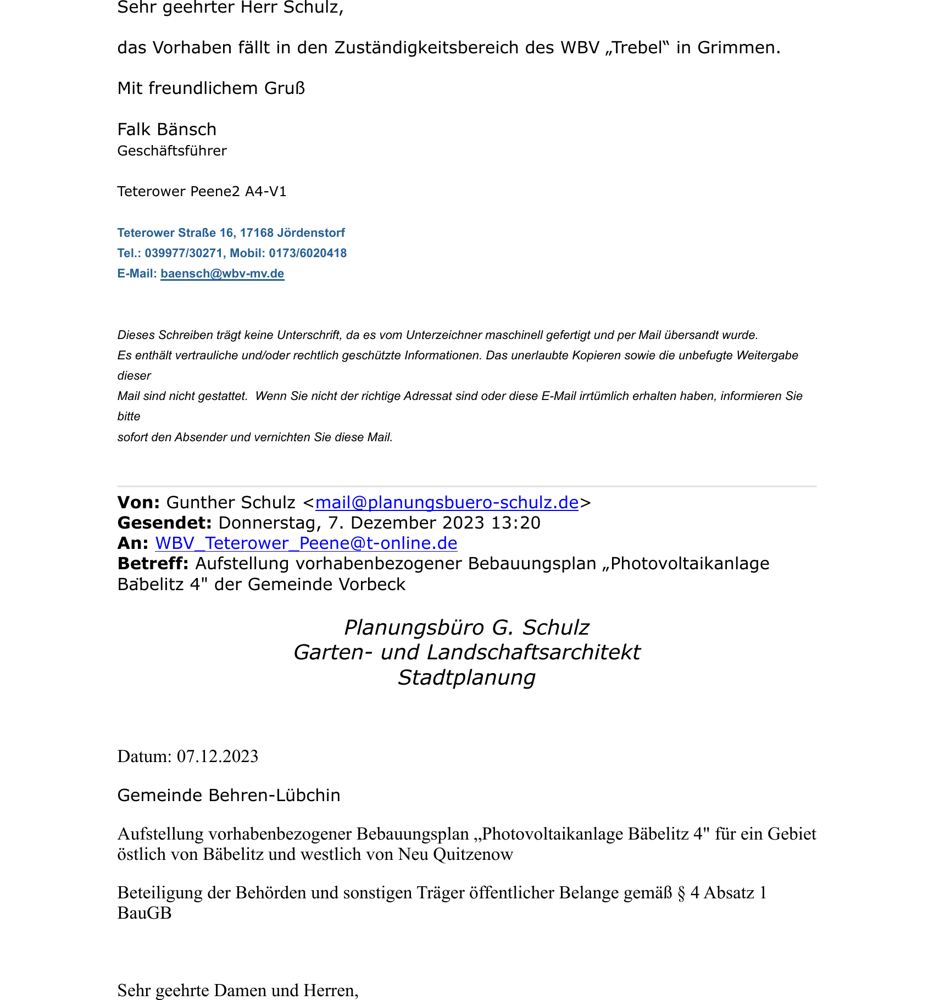 Sehr geehrter Herr Schulz,
das Vorhaben fällt in den Zuständigkeitsbereich des WBV „Trebel“ in Grimmen.
Mit freundlichem Gruß
Falk Bänsch
Geschäftsführer
Teterower Peene2 A4-V1
Teterower Straße 16, 17168 Jördenstorf
Tel.: 039977/30271, Mobil: 0173/6020418
E-Mail: baensch@wbv-mv.de
Dieses Schreiben trägt keine Unterschrift, da es vom Unterzeichner maschinell gefertigt und per Mail übersandt wurde.
Es enthält vertrauliche und/oder rechtlich geschützte Informationen. Das unerlaubte Kopieren sowie die unbefugte Weitergabe
dieser
Mail sind nicht gestattet.  Wenn Sie nicht der richtige Adressat sind oder diese E-Mail irrtümlich erhalten haben, informieren Sie
bitte
sofort den Absender und vernichten Sie diese Mail.
Von: Gunther Schulz <mail@planungsbuero-schulz.de>
Gesendet: Donnerstag, 7. Dezember 2023 13:20
An: WBV_Teterower_Peene@t-online.de
Betreff: Aufstellung vorhabenbezogener Bebauungsplan „Photovoltaikanlage
Bäbelitz 4" der Gemeinde Vorbeck
Planungsbüro G. Schulz
Garten- und Landschaftsarchitekt
Stadtplanung
Datum: 07.12.2023
Gemeinde Behren-Lübchin
Aufstellung vorhabenbezogener Bebauungsplan „Photovoltaikanlage Bäbelitz 4" für ein Gebiet
östlich von Bäbelitz und westlich von Neu Quitzenow
Beteiligung der Behörden und sonstigen Träger öffentlicher Belange gemäß § 4 Absatz 1
BauGB
Sehr geehrte Damen und Herren,